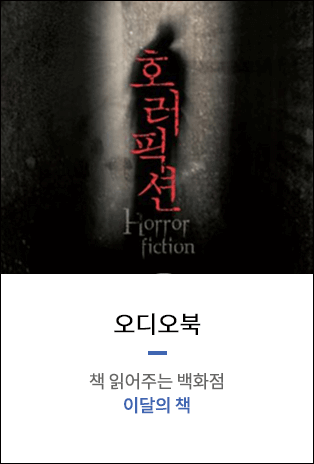 호러픽션
Horror
fiction
오디오북
책 읽어주는 백화점
이달의 책